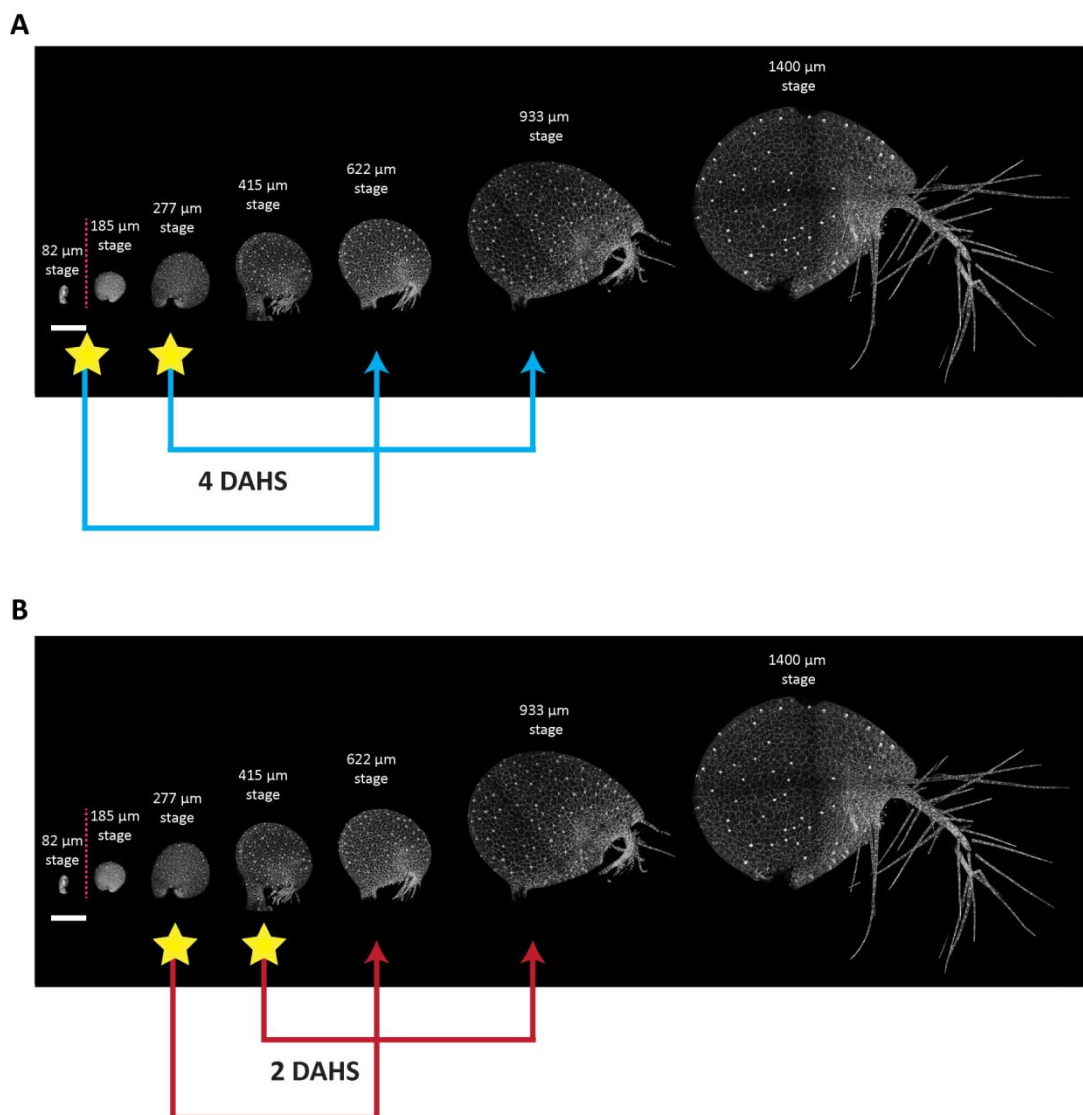 A
82 µm
stage
185 µm
stage
277 µm
stage
415 µm
stage
622 µm
stage
933 µm
stage
1400 µm
stage
4 DAHS
B
82 µm
stage
185 µm
stage
277 µm
stage
415 µm
stage
622 µm
stage
933 µm
stage
1400 µm
stage
2 DAHS